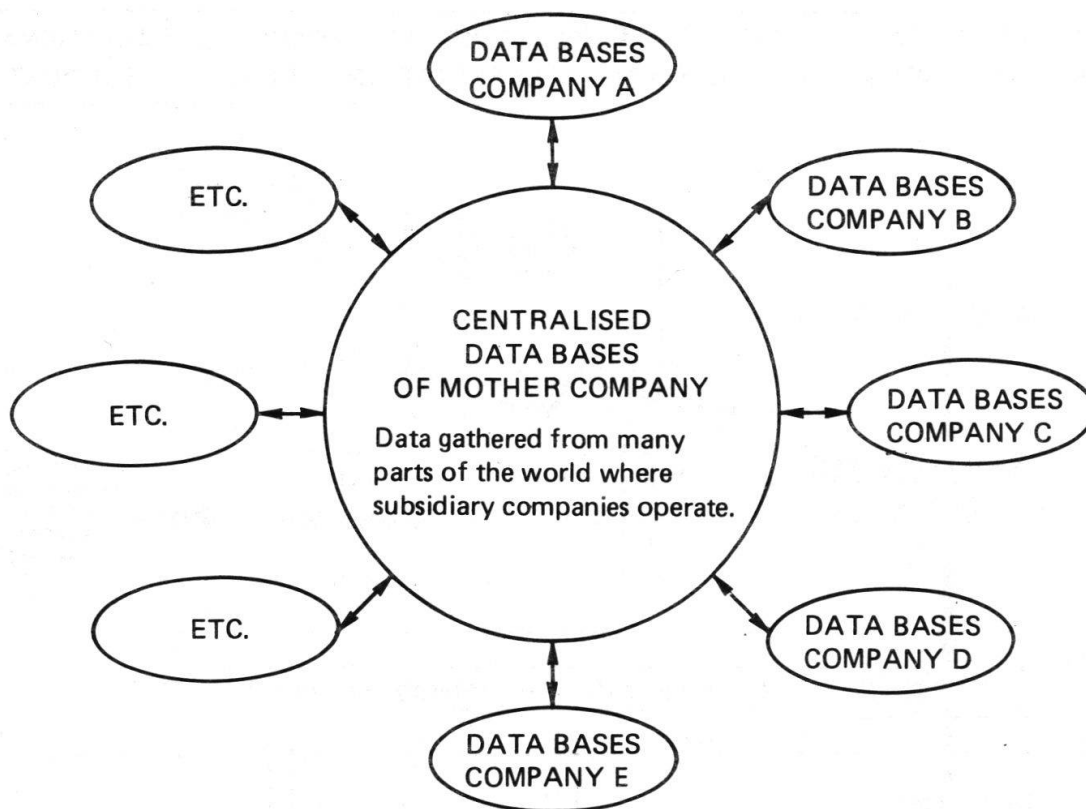 DATA BASES
COMPANY A
ETC.
DATA BASES
COMPANY B
CENTRALISED
DATA BASES
OF MOTHER COMPANY
Data gathered from many
parts of the world where
subsidiary companies operate.
ETC.
DATA BASES
COMPANY C
ETC.
DATA BASES
COMPANY D
DATA BASES
COMPANY E